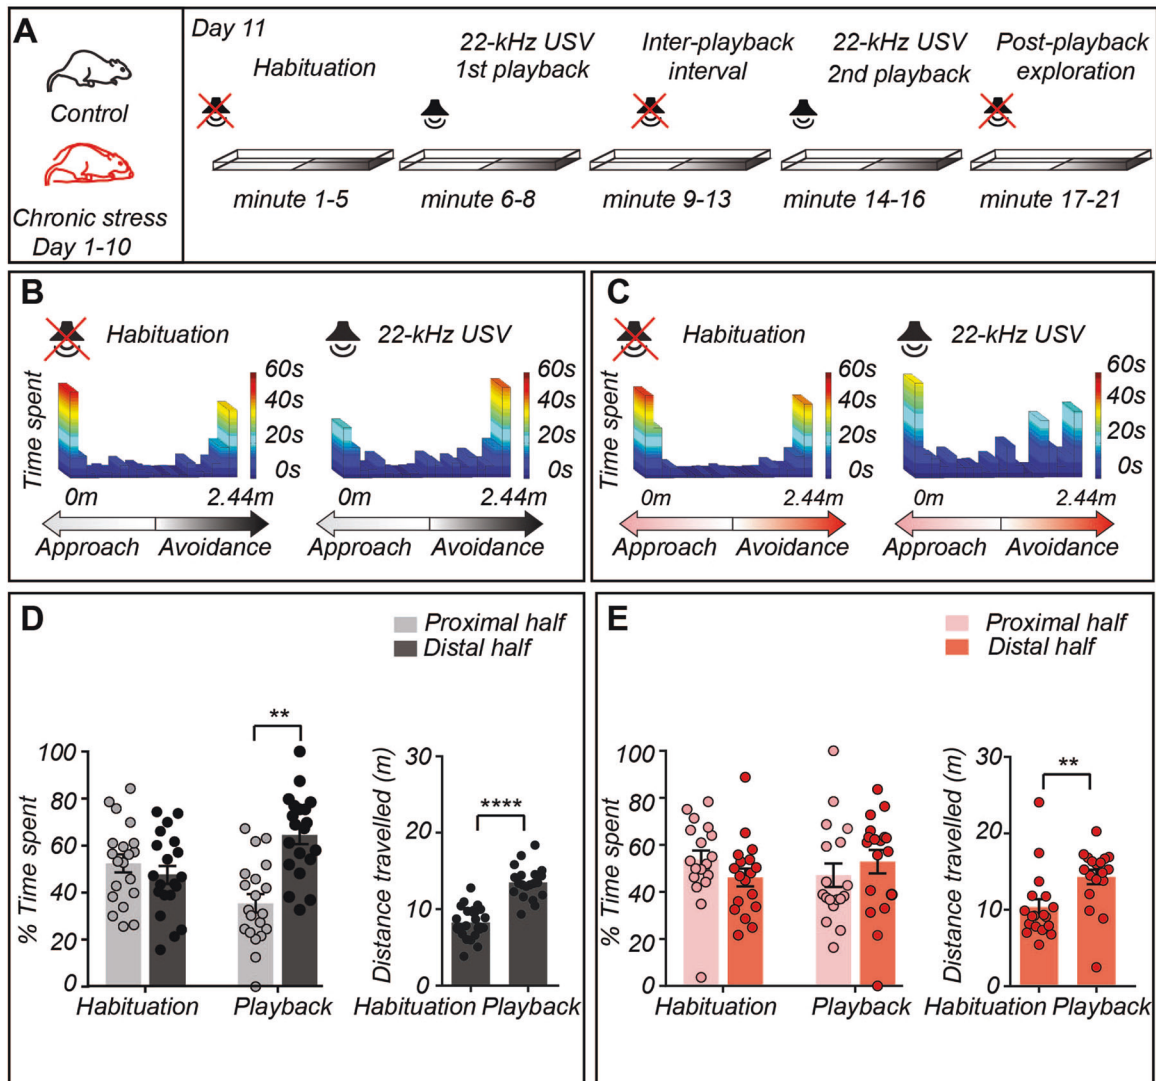 A
Control
Chronic stress
Day 1-10
Day 11
Habituation
22-kHz USV
1st playback
Inter-playback
interval
22-kHz USV
2nd playback
Post-playback
exploration
minute 1-5
minute 6-8
minute 9-13
minute 14-16
minute 17-21
B
Habituation
22-kHz USV
Time spent
60s
40s
20s
0s
60s
40s
20s
0s
0m
2.44m
0m
2.44m
Approach
Avoidance
Approach
Avoidance
C
Habituation
22-kHz USV
Time spent
60s
40s
20s
0s
60s
40s
20s
0s
0m
2.44m
0m
2.44m
Approach
Avoidance
Approach
Avoidance
D
Proximal half
Distal half
% Time spent
100
80
60
40
20
0
**
Habituation
Playback
Distance travelled (m)
30
20
10
0
****
Habituation
Playback
E
Proximal half
Distal half
% Time spent
100
80
60
40
20
0
Habituation
Playback
Distance travelled (m)
30
20
10
0
**
Habituation
Playback